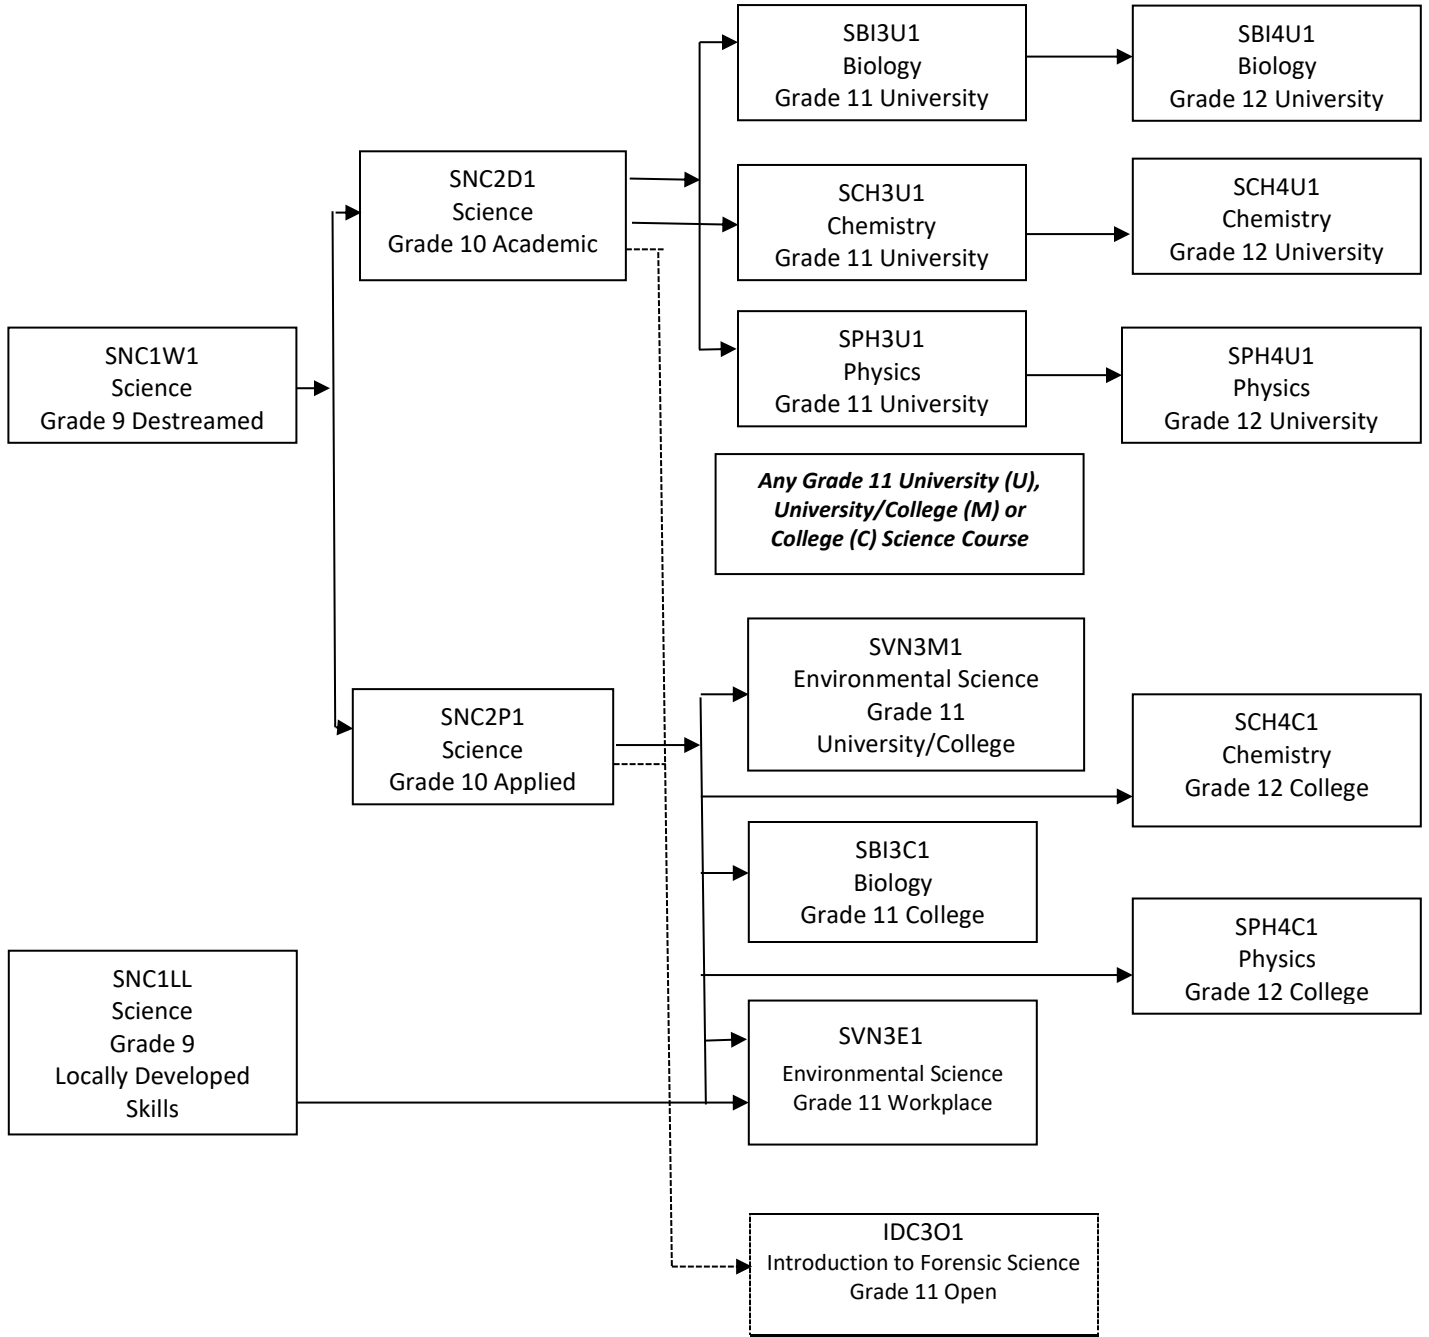 SNC1W1
Science
Grade 9 Destreamed
SNC1LL
Science
Grade 9
Locally Developed
Skills
SNC2D1
Science
Grade 10 Academic
SNC2P1
Science
Grade 10 Applied
SBI3U1
Biology
Grade 11 University
SCH3U1
Chemistry
Grade 11 University
SPH3U1
Physics
Grade 11 University
Any Grade 11 University (U),
University/College (M) or
College (C) Science Course
SVN3M1
Environmental Science
Grade 11
University/College
SBI3C1
Biology
Grade 11 College
SVN3E1
Environmental Science
Grade 11 Workplace
IDC3O1
Introduction to Forensic Science
Grade 11 Open
SBI4U1
Biology
Grade 12 University
SCH4U1
Chemistry
Grade 12 University
SPH4U1
Physics
Grade 12 University
SCH4C1
Chemistry
Grade 12 College
SPH4C1
Physics
Grade 12 College